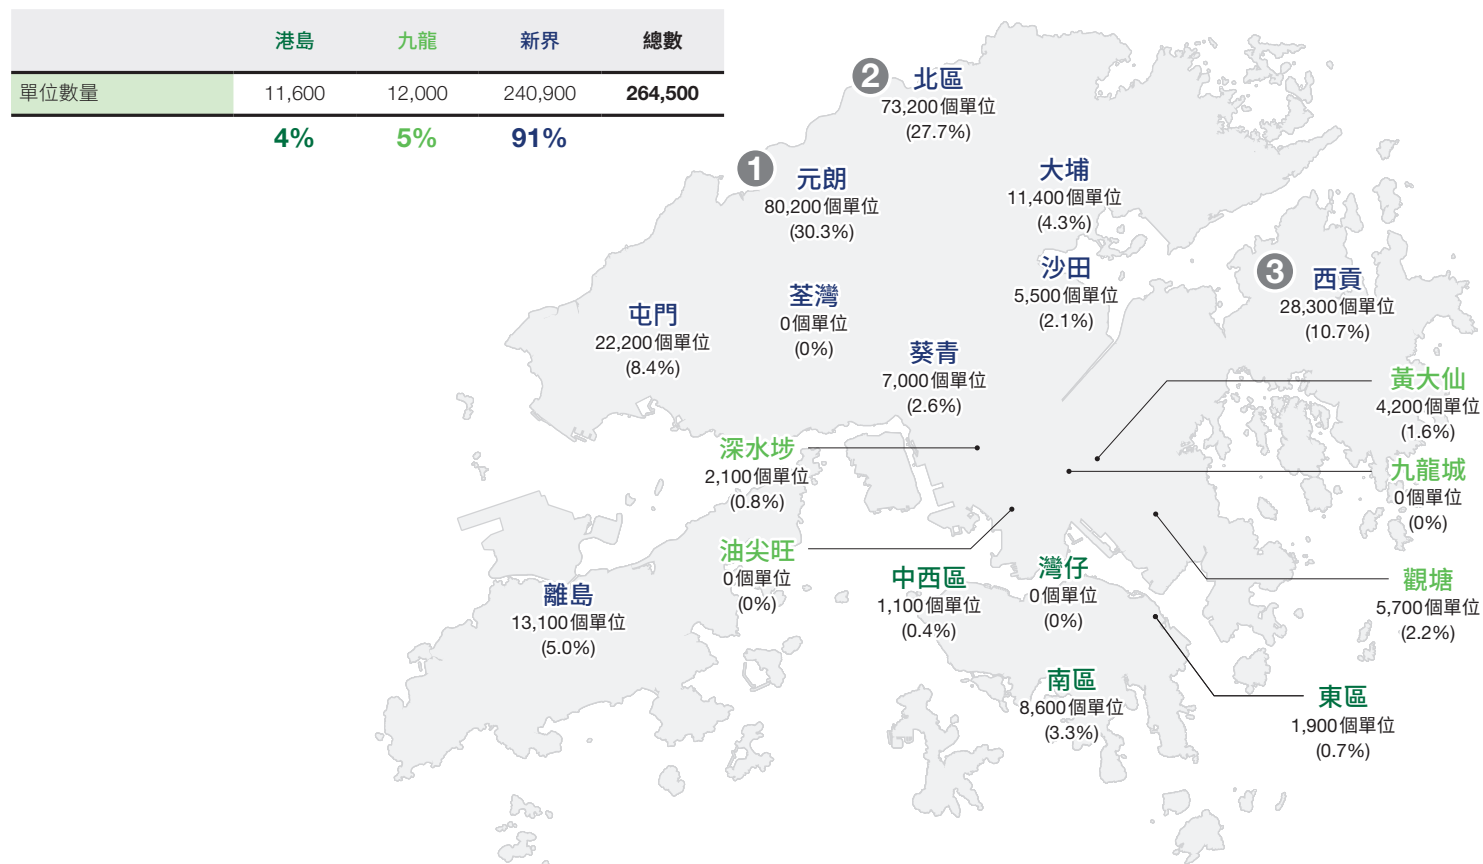 港島 九龍 新界 總數
單位數量 11,600 12,000 240,900 264,500
4% 5% 91%
2 北區
73,200個單位
(27.7%)
1 元朗
80,200個單位
(30.3%)
大埔
11,400個單位
(4.3%)
沙田
5,500個單位
(2.1%)
3 西貢
28,300個單位
(10.7%)
荃灣
0個單位
(0%)
屯門
22,200個單位
(8.4%)
葵青
7,000個單位
(2.6%)
黃大仙
4,200個單位
(1.6%)
深水埗
2,100個單位
(0.8%)
九龍城
0個單位
(0%)
油尖旺
0個單位
(0%)
觀塘
5,700個單位
(2.2%)
離島
13,100個單位
(5.0%)
中西區
1,100個單位
(0.4%)
灣仔
0個單位
(0%)
南區
8,600個單位
(3.3%)
東區
1,900個單位
(0.7%)